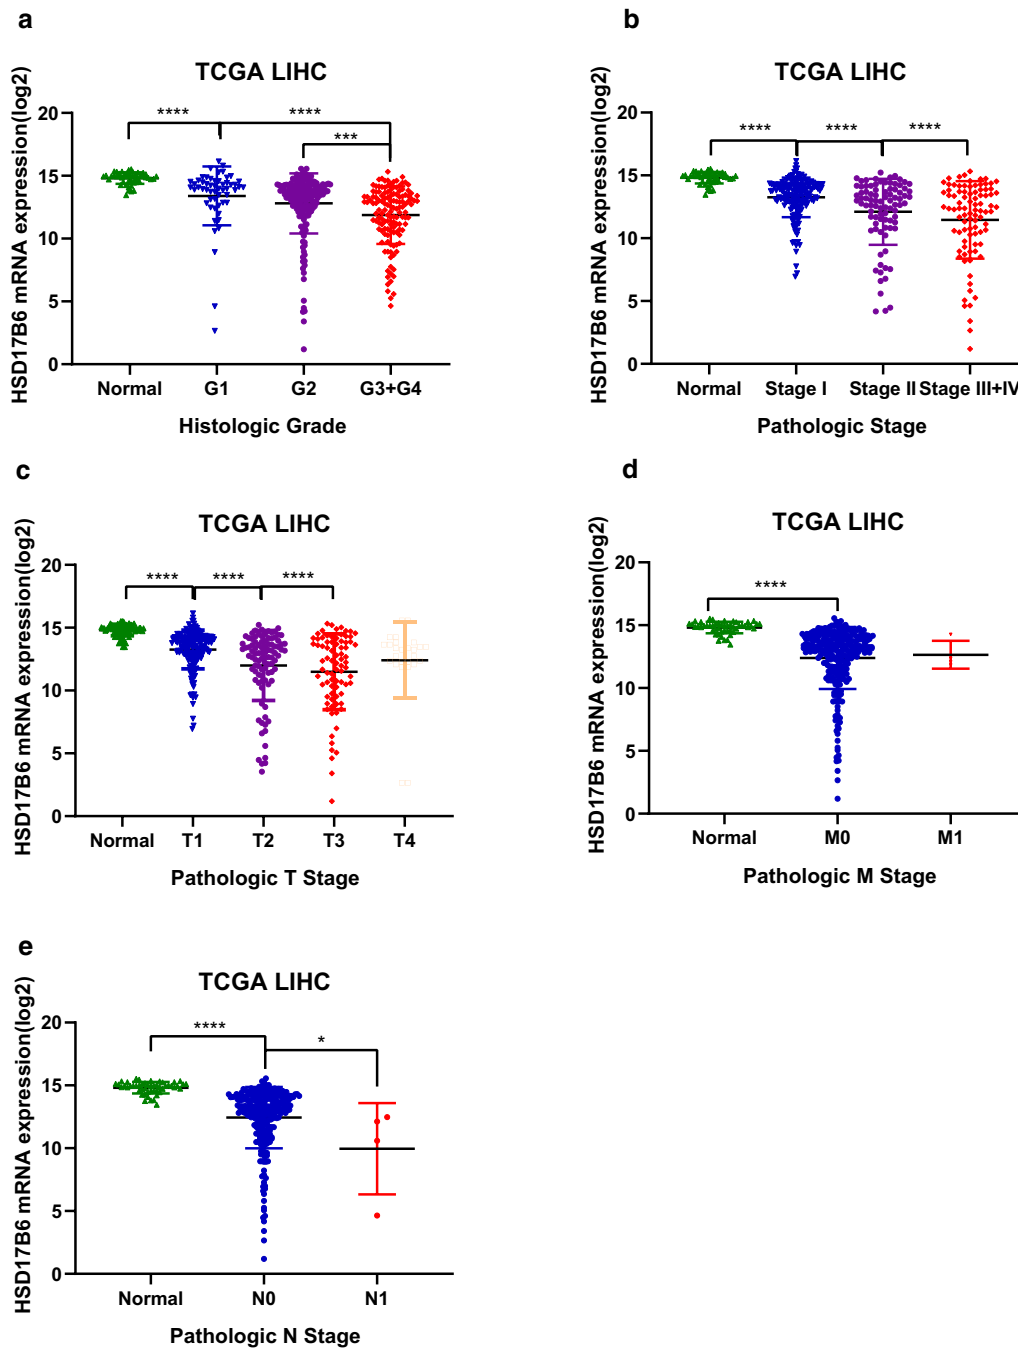 a
TCGA LIHC
HSD17B6 mRNA expression(log2)
20
15
10
5
0
****
****
***
Normal G1 G2 G3+G4
Histologic Grade
b
TCGA LIHC
HSD17B6 mRNA expression(log2)
20
15
10
5
0
**** **** ****
Normal Stage I Stage II Stage III+IV
Pathologic Stage
c
TCGA LIHC
HSD17B6 mRNA expression(log2)
20
15
10
5
0
**** **** ****
Normal T1 T2 T3 T4
Pathologic T Stage
d
TCGA LIHC
HSD17B6 mRNA expression(log2)
20
15
10
5
0
****
Normal M0 M1
Pathologic M Stage
e
TCGA LIHC
HSD17B6 mRNA expression(log2)
20
15
10
5
0
****
*
Normal N0 N1
Pathologic N Stage